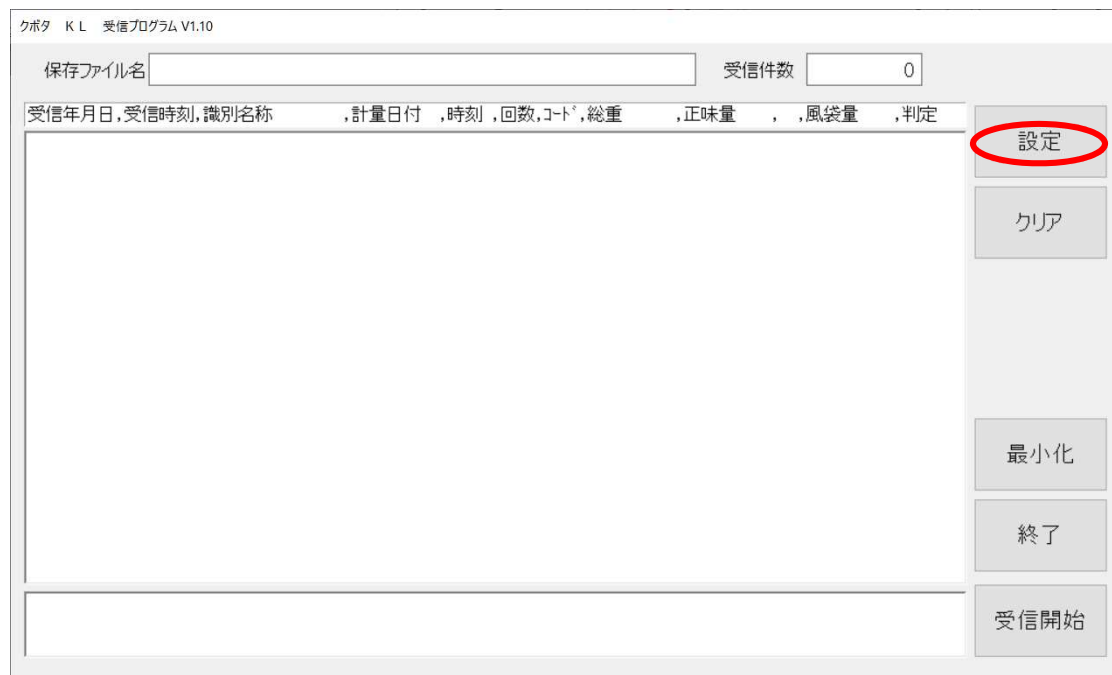 クボタ ＫＬ 受信プログラム V1.10
保存ファイル名 受信件数 0
受信年月日,受信時刻,識別名称 ,計量日付 ,時刻 ,回数,ｺｰﾄﾞ,総重 ,正味量 , ,風袋量 ,判定
設定
クリア
最小化
終了
受信開始